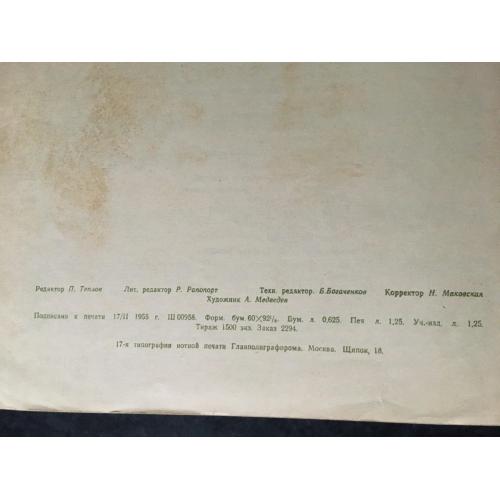 Редактор П. Теплов Лит. редактор Р. Рапопорт Техн. редактор. Б. Богаченков Корректор Н. Маковская
Художник А. Медведев
Подписано к печати 17/II 1955 г. Ш 00958. Форм. бум. 60×92⅛. Бум. л. 0,625. Печ. л. 1,25. Уч.-изд. л. 1,25.
Тираж 1500 экз. Заказ 2294.
17-я типография нотной печати Главполиграфпрома. Москва. Щипок, 18.